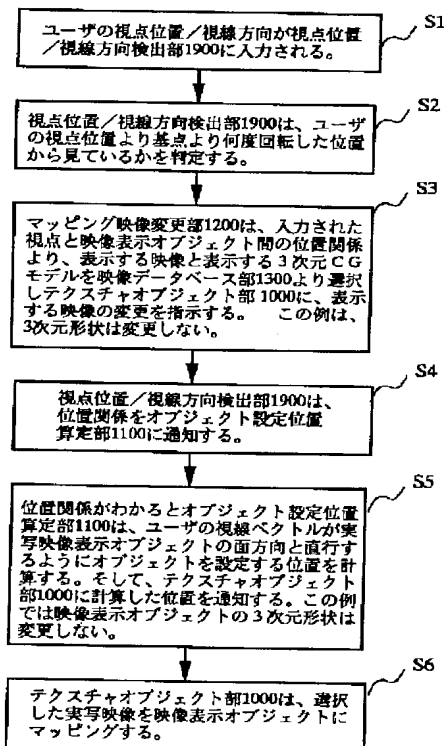 S1
ユーザの視点位置/視線方向が視点位置
/視線方向検出部1900に入力される。
S2
視点位置/視線方向検出部1900は、ユーザ
の視点位置より基点より何度回転した位置
から見ているかを判定する。
S3
マッピング映像変更部1200は、入力された
視点と映像表示オブジェクト間の位置関係
より、表示する映像と表示する3次元CG
モデルを映像データベース部1300より選択
しテクスチャオブジェクト部1000に、表示
する映像の変更を指示する。 この例は、
3次元形状は変更しない。
S4
視点位置/視線方向検出部1900は、
位置関係をオブジェクト設定位置
算定部1100に通知する。
S5
位置関係がわかるとオブジェクト設定位置
算定部1100は、ユーザの視線ベクトルが実
写映像表示オブジェクトの面方向と直行す
るようにオブジェクトを設定する位置を計
算する。そして、テクスチャオブジェクト
部1000に計算した位置を通知する。この例
では映像表示オブジェクトの3次元形状は
変更しない。
S6
テクスチャオブジェクト部1000は、選択
した実写映像を映像表示オブジェクトに
マッピングする。